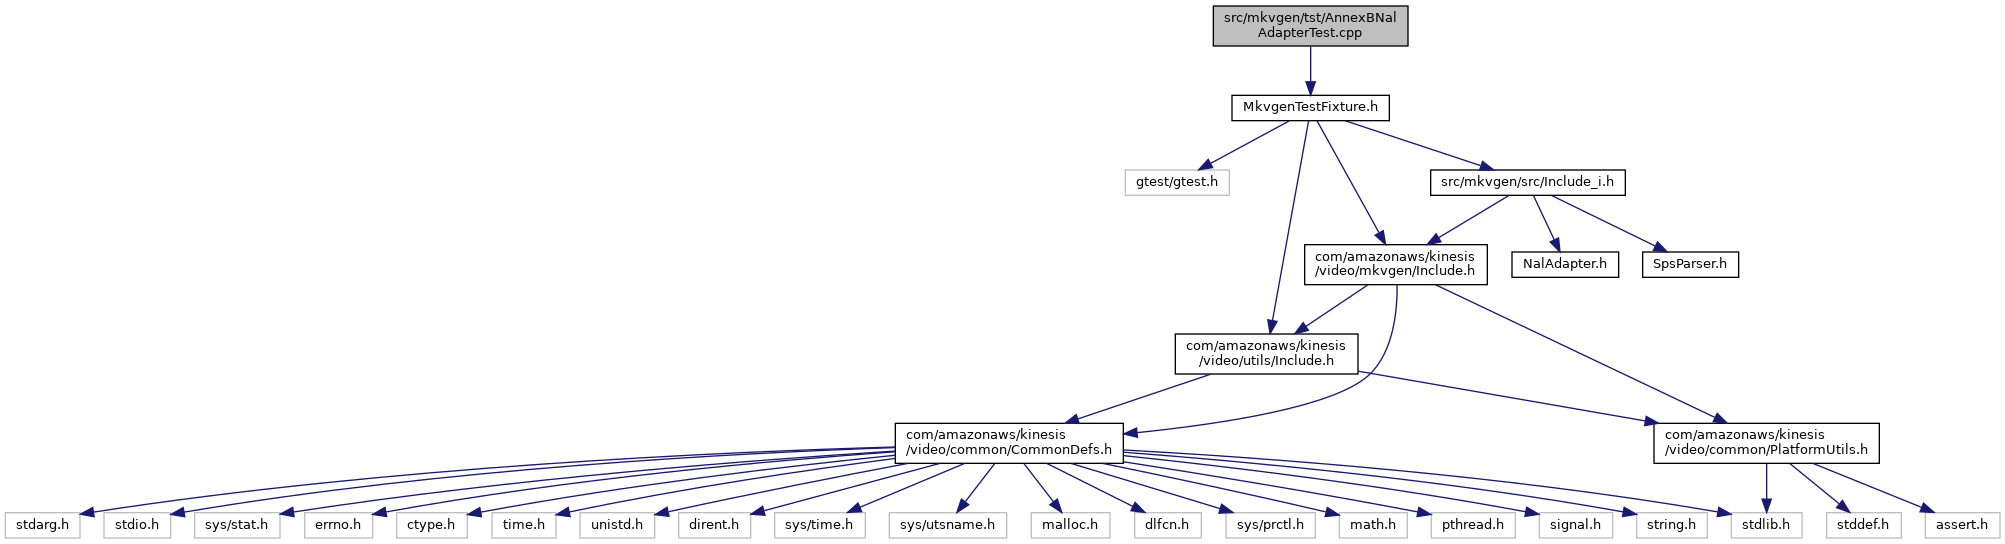 src/mkvgen/tst/AnnexBNal
AdapterTest.cpp
MkvgenTestFixture.h
gtest/gtest.h
src/mkvgen/src/Include_i.h
com/amazonaws/kinesis
/video/mkvgen/Include.h
NalAdapter.h
SpsParser.h
com/amazonaws/kinesis
/video/utils/Include.h
com/amazonaws/kinesis
/video/common/CommonDefs.h
com/amazonaws/kinesis
/video/common/PlatformUtils.h
stdarg.h
stdio.h
sys/stat.h
errno.h
ctype.h
time.h
unistd.h
dirent.h
sys/time.h
sys/utsname.h
malloc.h
dlfcn.h
sys/prctl.h
math.h
pthread.h
signal.h
string.h
stdlib.h
stddef.h
assert.h